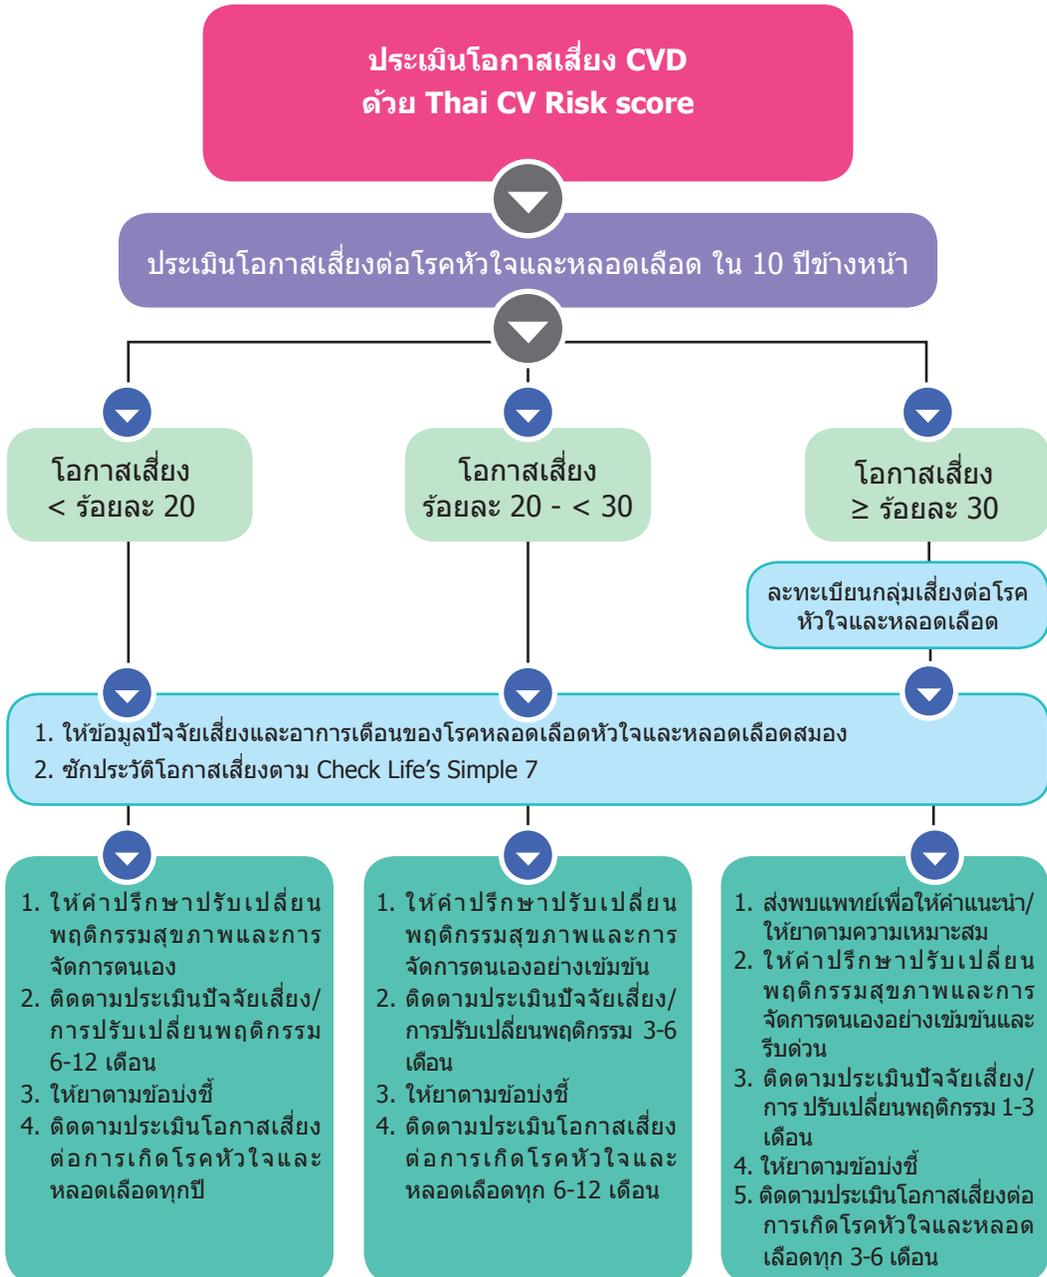 ประเมินโอกาสเสี่ยง CVD
ด้วย Thai CV Risk score
ประเมินโอกาสเสี่ยงต่อโรคหัวใจและหลอดเลือด ใน 10 ปีข้างหน้า
โอกาสเสี่ยง
< ร้อยละ 20
โอกาสเสี่ยง
ร้อยละ 20 - < 30
โอกาสเสี่ยง
≥ ร้อยละ 30
ละทะเบียนกลุ่มเสี่ยงต่อโรค
หัวใจและหลอดเลือด
1. ให้ข้อมูลปัจจัยเสี่ยงและอาการเตือนของโรคหลอดเลือดหัวใจและหลอดเลือดสมอง
2. ซักประวัติโอกาสเสี่ยงตาม Check Life's Simple 7
1. ให้คำปรึกษาปรับเปลี่ยน
พฤติกรรมสุขภาพและการ
จัดการตนเอง
2. ติดตามประเมินปัจจัยเสี่ยง/
การปรับเปลี่ยนพฤติกรรม
6-12 เดือน
3. ให้ยาตามข้อบ่งชี้
4. ติดตามประเมินโอกาสเสี่ยง
ต่อการเกิดโรคหัวใจและ
หลอดเลือดทุกปี
1. ให้คำปรึกษาปรับเปลี่ยน
พฤติกรรมสุขภาพและการ
จัดการตนเองอย่างเข้มข้น
2. ติดตามประเมินปัจจัยเสี่ยง/
การปรับเปลี่ยนพฤติกรรม 3-6
เดือน
3. ให้ยาตามข้อบ่งชี้
4. ติดตามประเมินโอกาสเสี่ยง
ต่อการเกิดโรคหัวใจและ
หลอดเลือดทุก 6-12 เดือน
1. ส่งพบแพทย์เพื่อให้คำแนะนำ/
ให้ยาตามความเหมาะสม
2. ให้คำปรึกษาปรับเปลี่ยน
พฤติกรรมสุขภาพและการ
จัดการตนเองอย่างเข้มข้นและ
รีบด่วน
3. ติดตามประเมินปัจจัยเสี่ยง/
การ ปรับเปลี่ยนพฤติกรรม 1-3
เดือน
4. ให้ยาตามข้อบ่งชี้
5. ติดตามประเมินโอกาสเสี่ยงต่อ
การเกิดโรคหัวใจและหลอด
เลือดทุก 3-6 เดือน